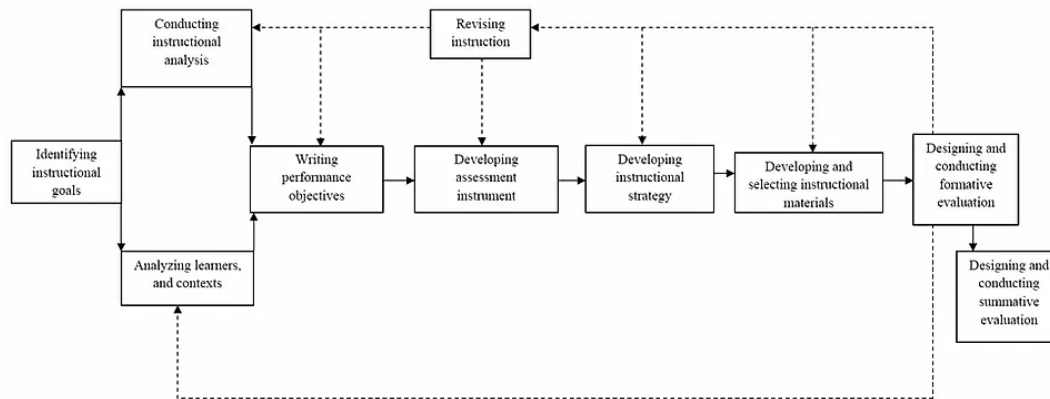 Conducting
instructional
analysis
Revising
instruction
Identifying
instructional
goals
Writing
performance
objectives
Developing
assessment
instrument
Developing
instructional
strategy
Developing and
selecting instructional
materials
Designing and
conducting
formative
evaluation
Analyzing learners,
and contexts
Designing and
conducting
summative
evaluation